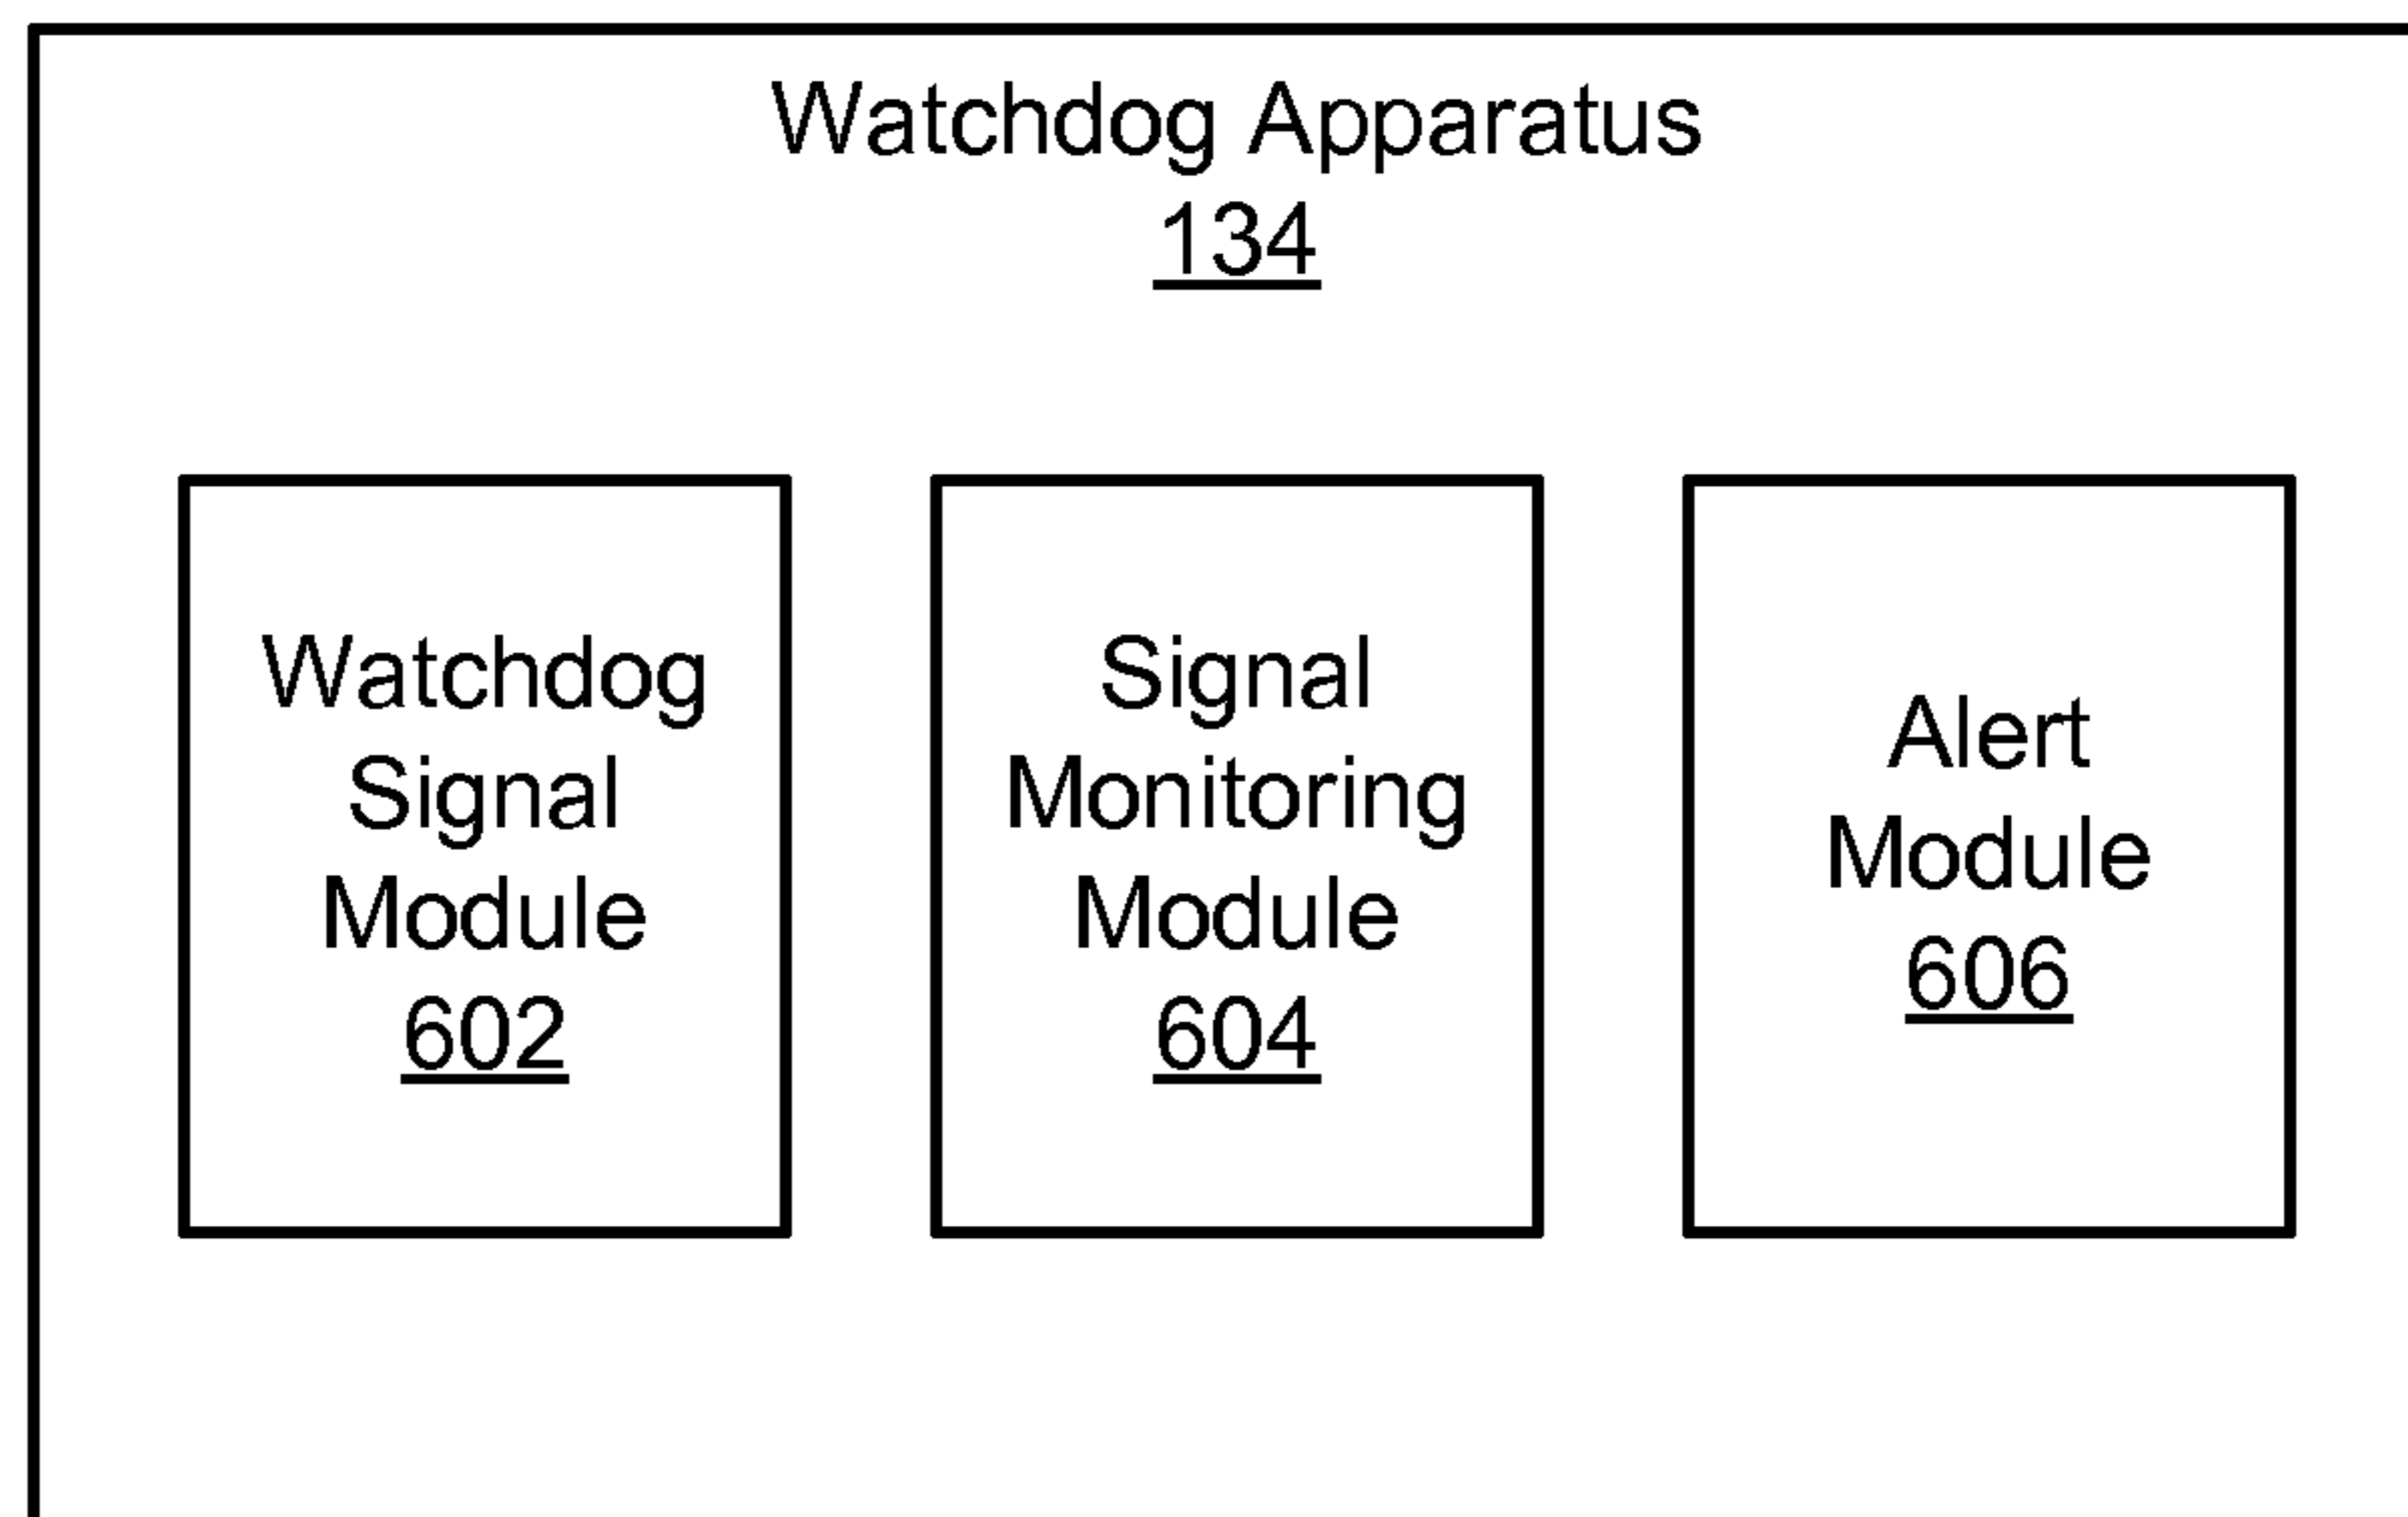 Watchdog Apparatus
134
Watchdog
Signal
Module
602
Signal
Monitoring
Module
604
Alert
Module
606